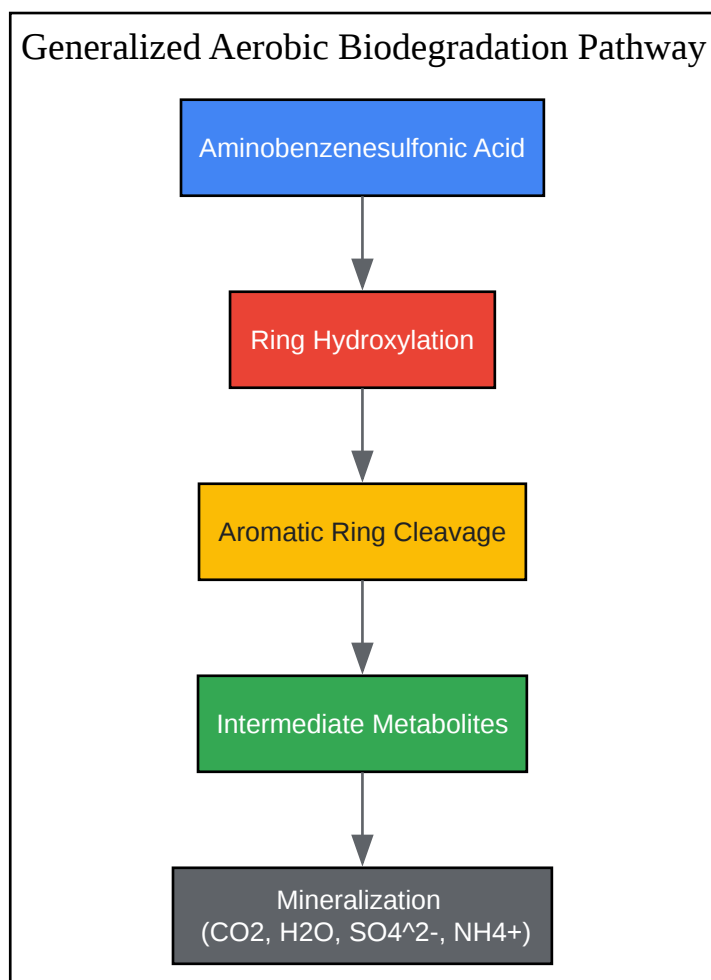 Generalized Aerobic Biodegradation Pathway
Aminobenzenesulfonic Acid
Ring Hydroxylation
Aromatic Ring Cleavage
Intermediate Metabolites
Mineralization
(CO2, H2O, SO4^2-, NH4+)